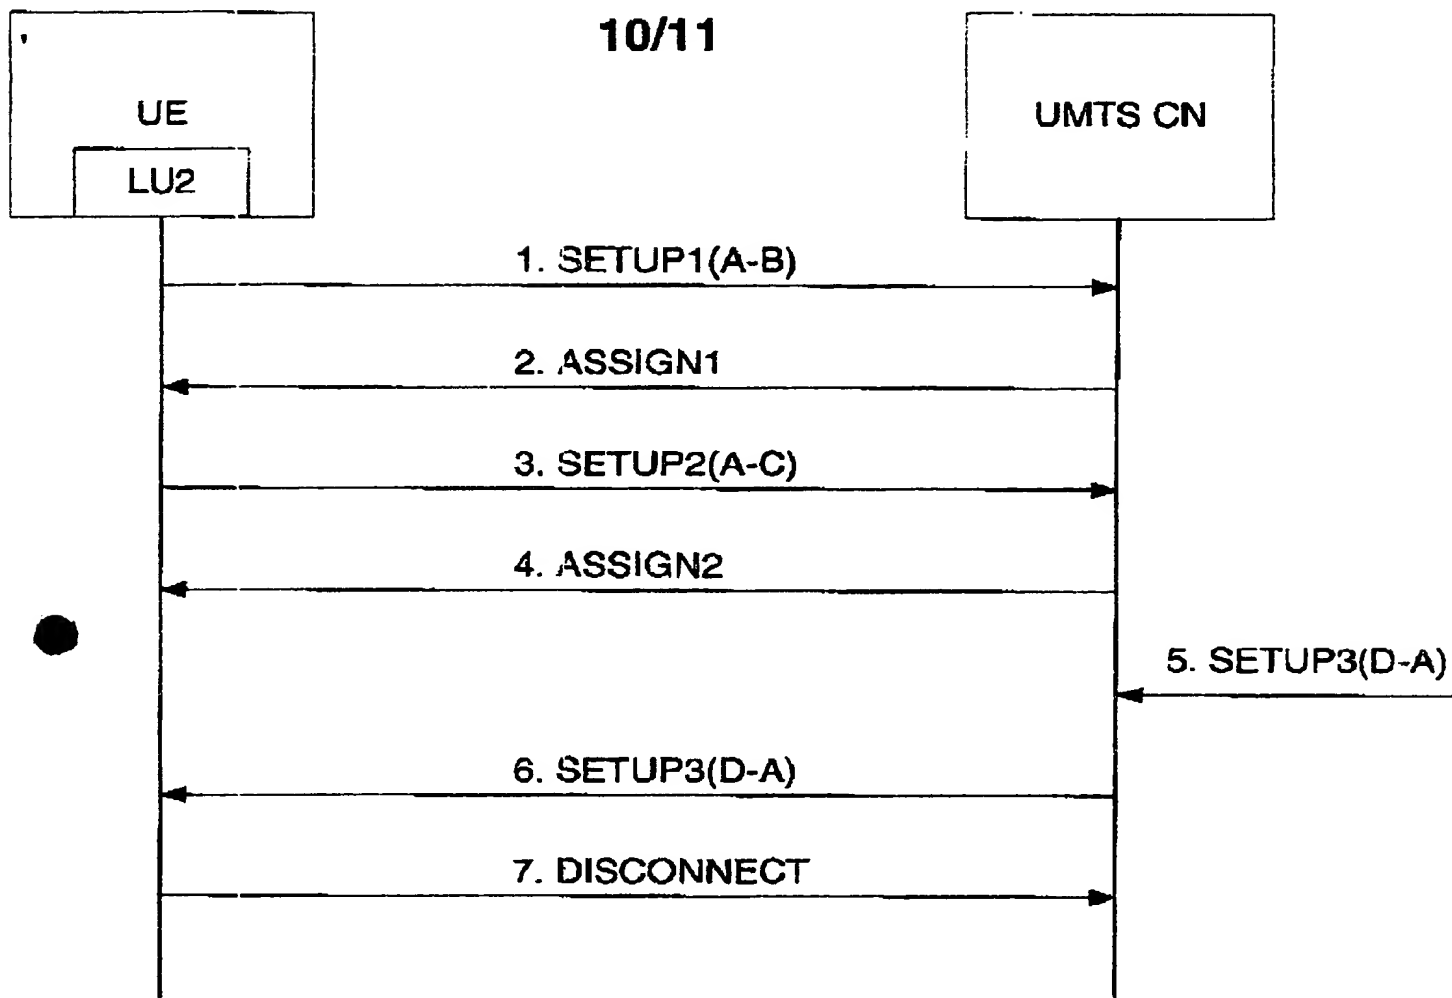 10/11
UE
LU2
UMTS CN
1. SETUP1(A-B)
2. ASSIGN1
3. SETUP2(A-C)
4. ASSIGN2
5. SETUP3(D-A)
6. SETUP3(D-A)
7. DISCONNECT